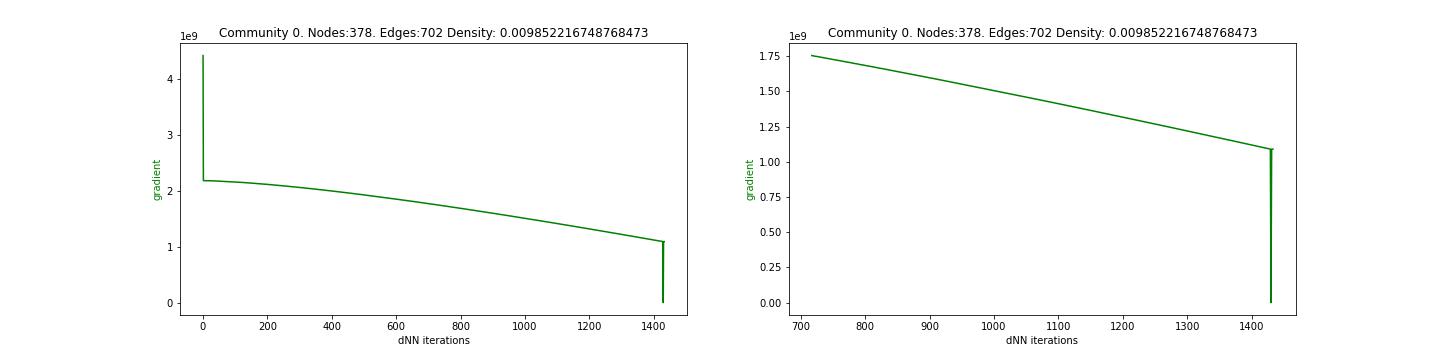 Community 0. Nodes:378. Edges:702 Density: 0.009852216748768473
1e9
4
3
2
1
0
gradient
0 200 400 600 800 1000 1200 1400
dNN iterations
Community 0. Nodes:378. Edges:702 Density: 0.009852216748768473
1e9
1.75
1.50
1.25
1.00
0.75
0.50
0.25
0.00
gradient
700 800 900 1000 1100 1200 1300 1400
dNN iterations